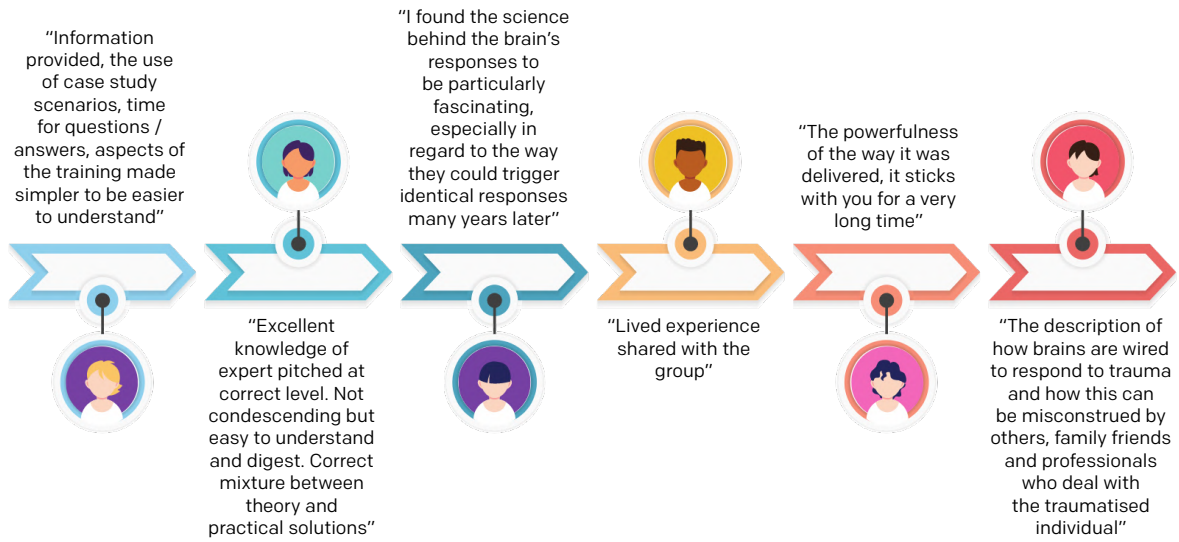 “Information
provided, the use
of case study
scenarios, time
for questions /
answers, aspects of
the training made
simpler to be easier
to understand”
“Excellent
knowledge of
expert pitched at
correct level. Not
condescending but
easy to understand
and digest. Correct
mixture between
theory and
practical solutions”
“I found the science
behind the brain’s
responses to
be particularly
fascinating,
especially in
regard to the way
they could trigger
identical responses
many years later”
“Lived experience
shared with the
group”
“The powerfulness
of the way it was
delivered, it sticks
with you for a very
long time”
“The description of
how brains are wired
to respond to trauma
and how this can
be misconstrued by
others, family friends
and professionals
who deal with
the traumatised
individual”